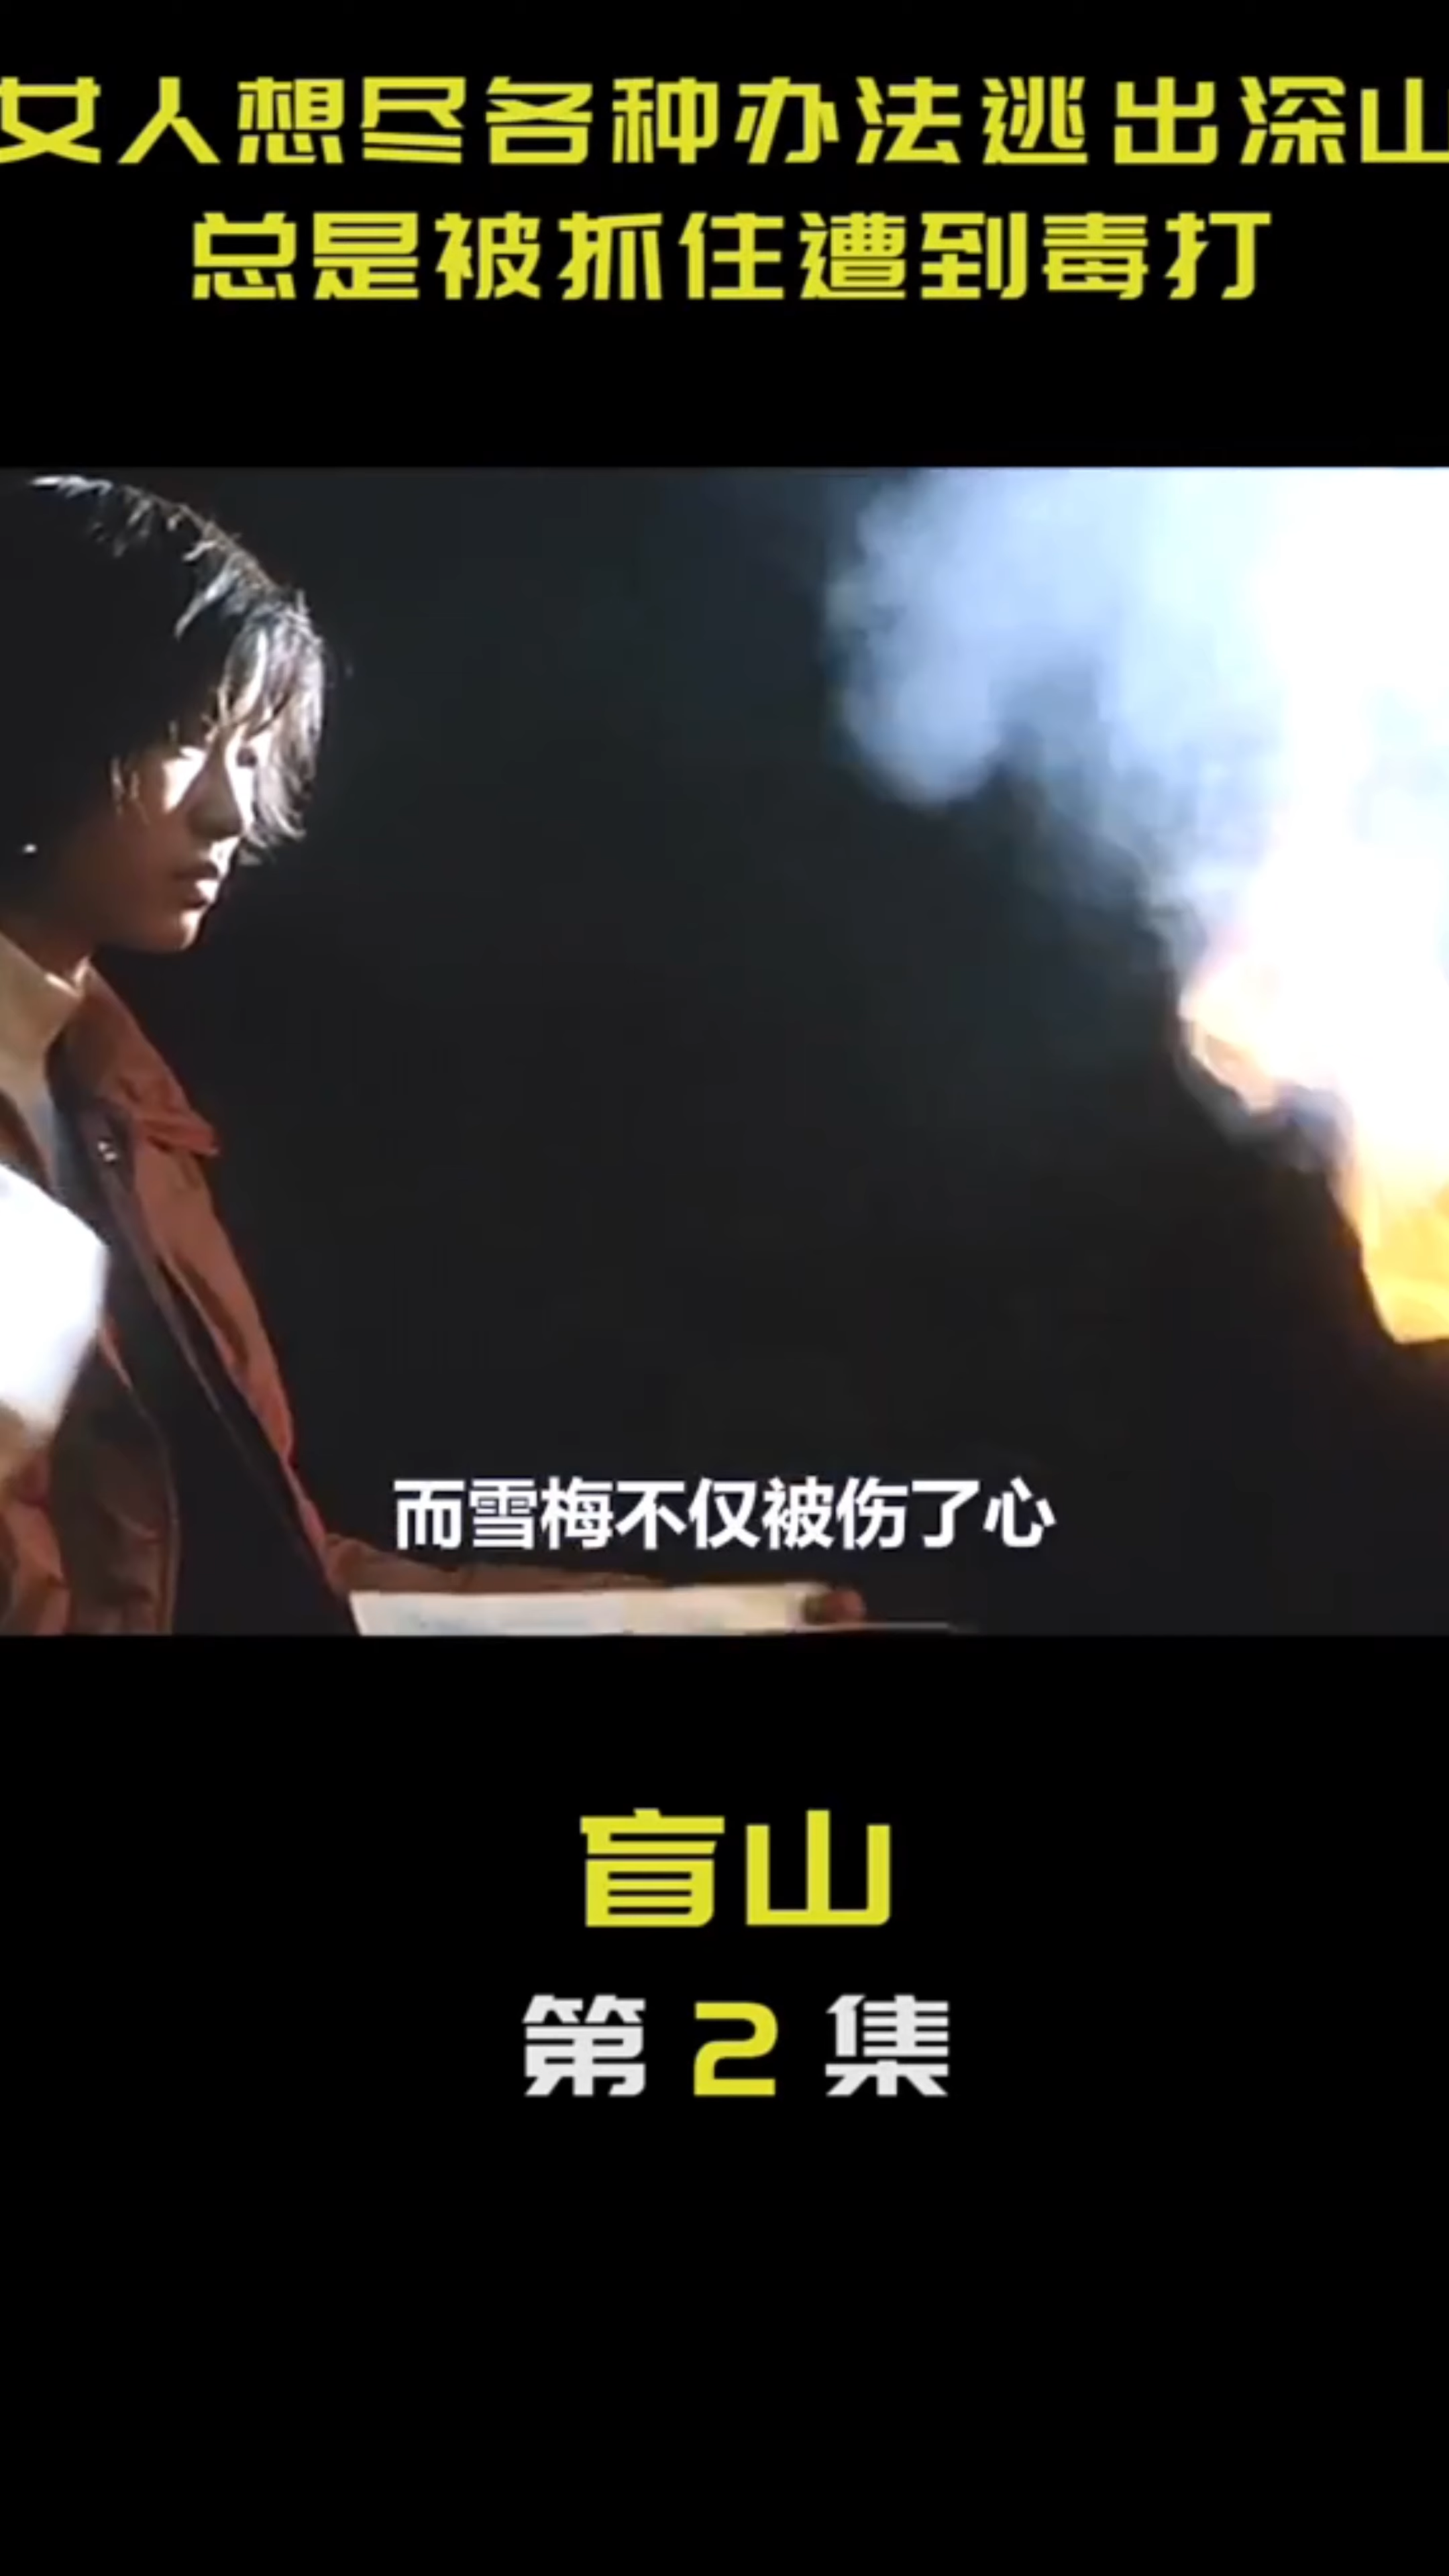 女人想尽各种办法逃出深山
总是被抓住遭到毒打
而雪梅不仅被伤了心
盲山
第2集